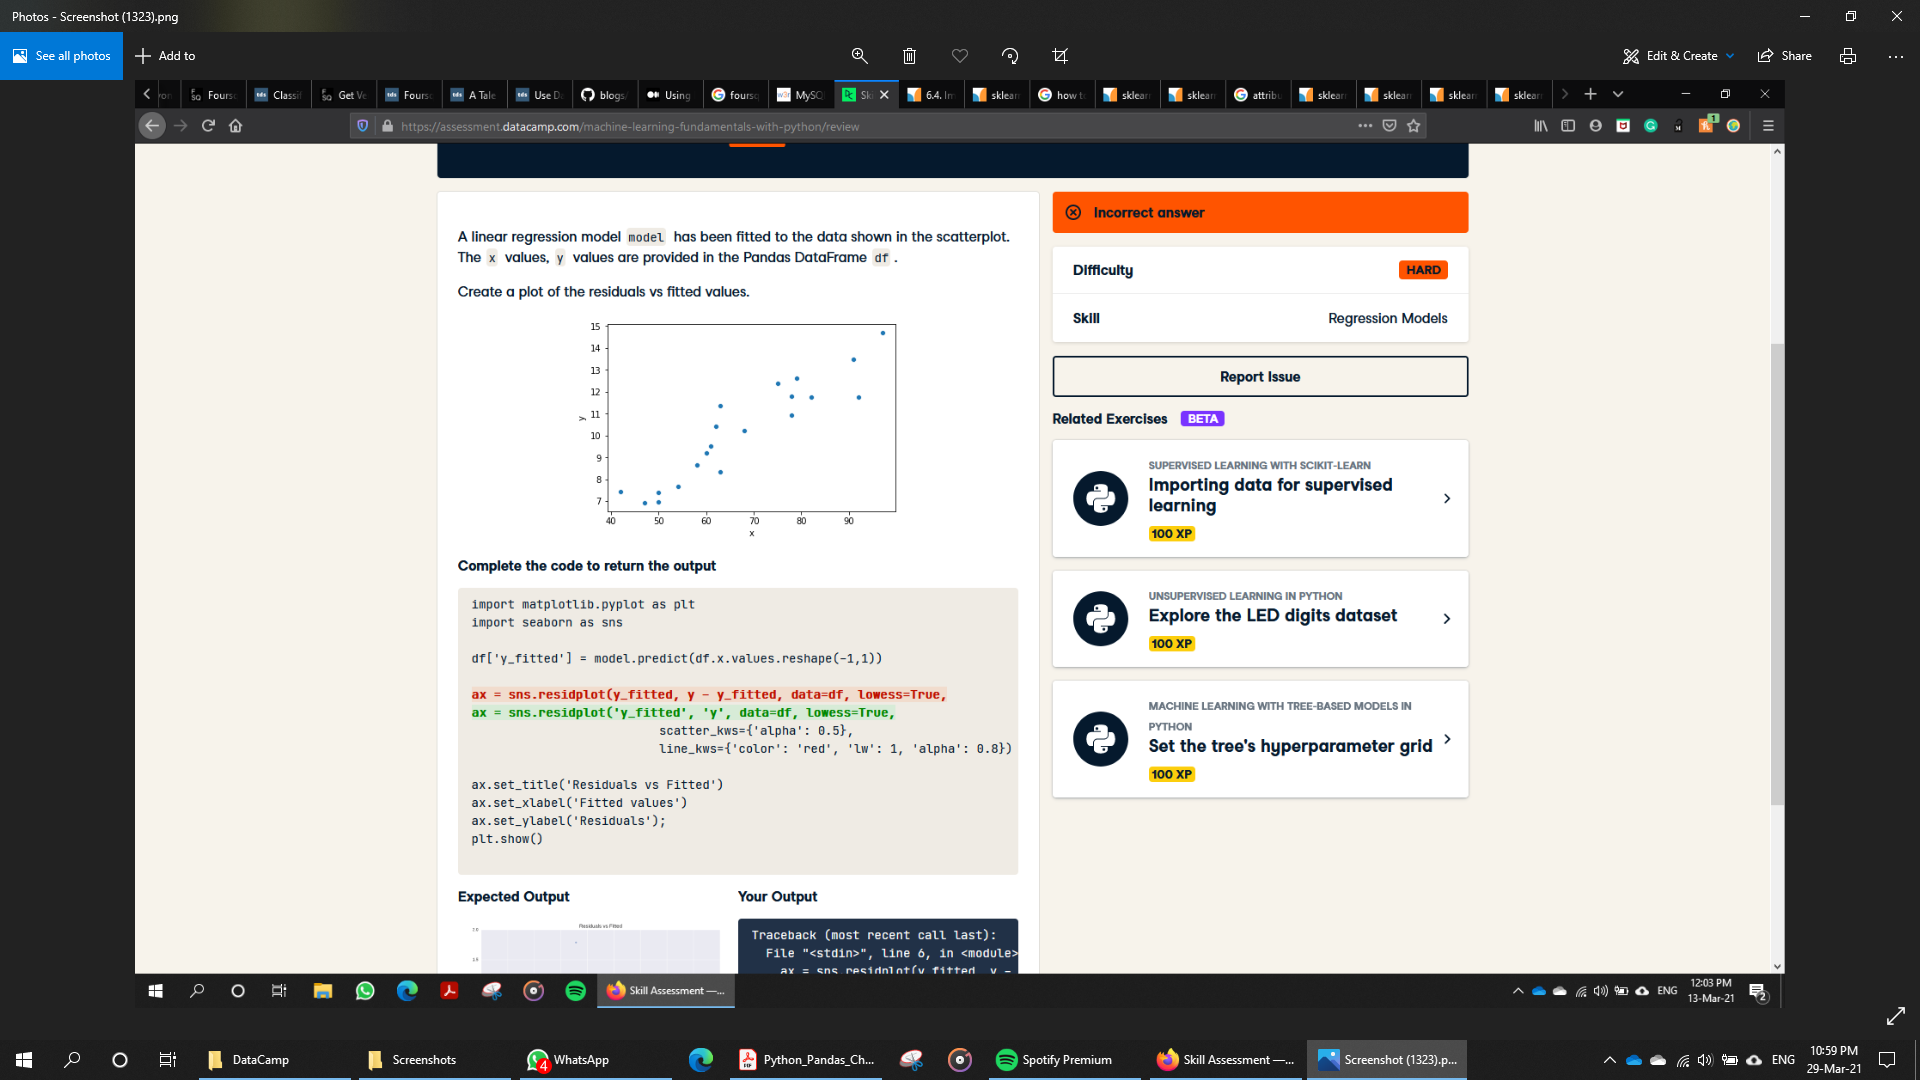 Photos - Screenshot (1323).png
See all photos
Add to
Edit & Create
Share
Fours
Classif
Get Ve
Fours
A Tale
Use D
blogs
Using
fours
MySQ
Sk
6.4. I
sklear
how t
sklear
sklear
attrib
sklear
sklear
sklear
sklear
https://assessment.datacamp.com/machine-learning-fundamentals-with-python/review
1
A linear regression model model has been fitted to the data shown in the scatterplot.
The x values, y values are provided in the Pandas DataFrame df .
Create a plot of the residuals vs fitted values.
15
14
13
12
11
10
9
8
7
y
40 50 60 70 80 90
x
Complete the code to return the output
import matplotlib.pyplot as plt
import seaborn as sns
df['y_fitted'] = model.predict(df.x.values.reshape(-1,1))
ax = sns.residplot(y_fitted, y - y_fitted, data=df, lowess=True,
ax = sns.residplot('y_fitted', 'y', data=df, lowess=True,
scatter_kws={'alpha': 0.5},
line_kws={'color': 'red', 'lw': 1, 'alpha': 0.8})
ax.set_title('Residuals vs Fitted')
ax.set_xlabel('Fitted values')
ax.set_ylabel('Residuals');
plt.show()
Expected Output
Residuals vs Fitted
Your Output
Traceback (most recent call last):
File "<stdin>", line 6, in <module>
ax = sns.residplot(y_fitted, y -
Incorrect answer
Difficulty HARD
Skill Regression Models
Report Issue
Related Exercises BETA
SUPERVISED LEARNING WITH SCIKIT-LEARN
Importing data for supervised
learning
100 XP
UNSUPERVISED LEARNING IN PYTHON
Explore the LED digits dataset
100 XP
MACHINE LEARNING WITH TREE-BASED MODELS IN
PYTHON
Set the tree's hyperparameter grid
100 XP
Skill Assessment —...
ENG
12:03 PM
13-Mar-21
2
DataCamp
Screenshots
4
WhatsApp
Python_Pandas_Ch...
Spotify Premium
Skill Assessment —...
Screenshot (1323).p...
ENG
10:59 PM
29-Mar-21